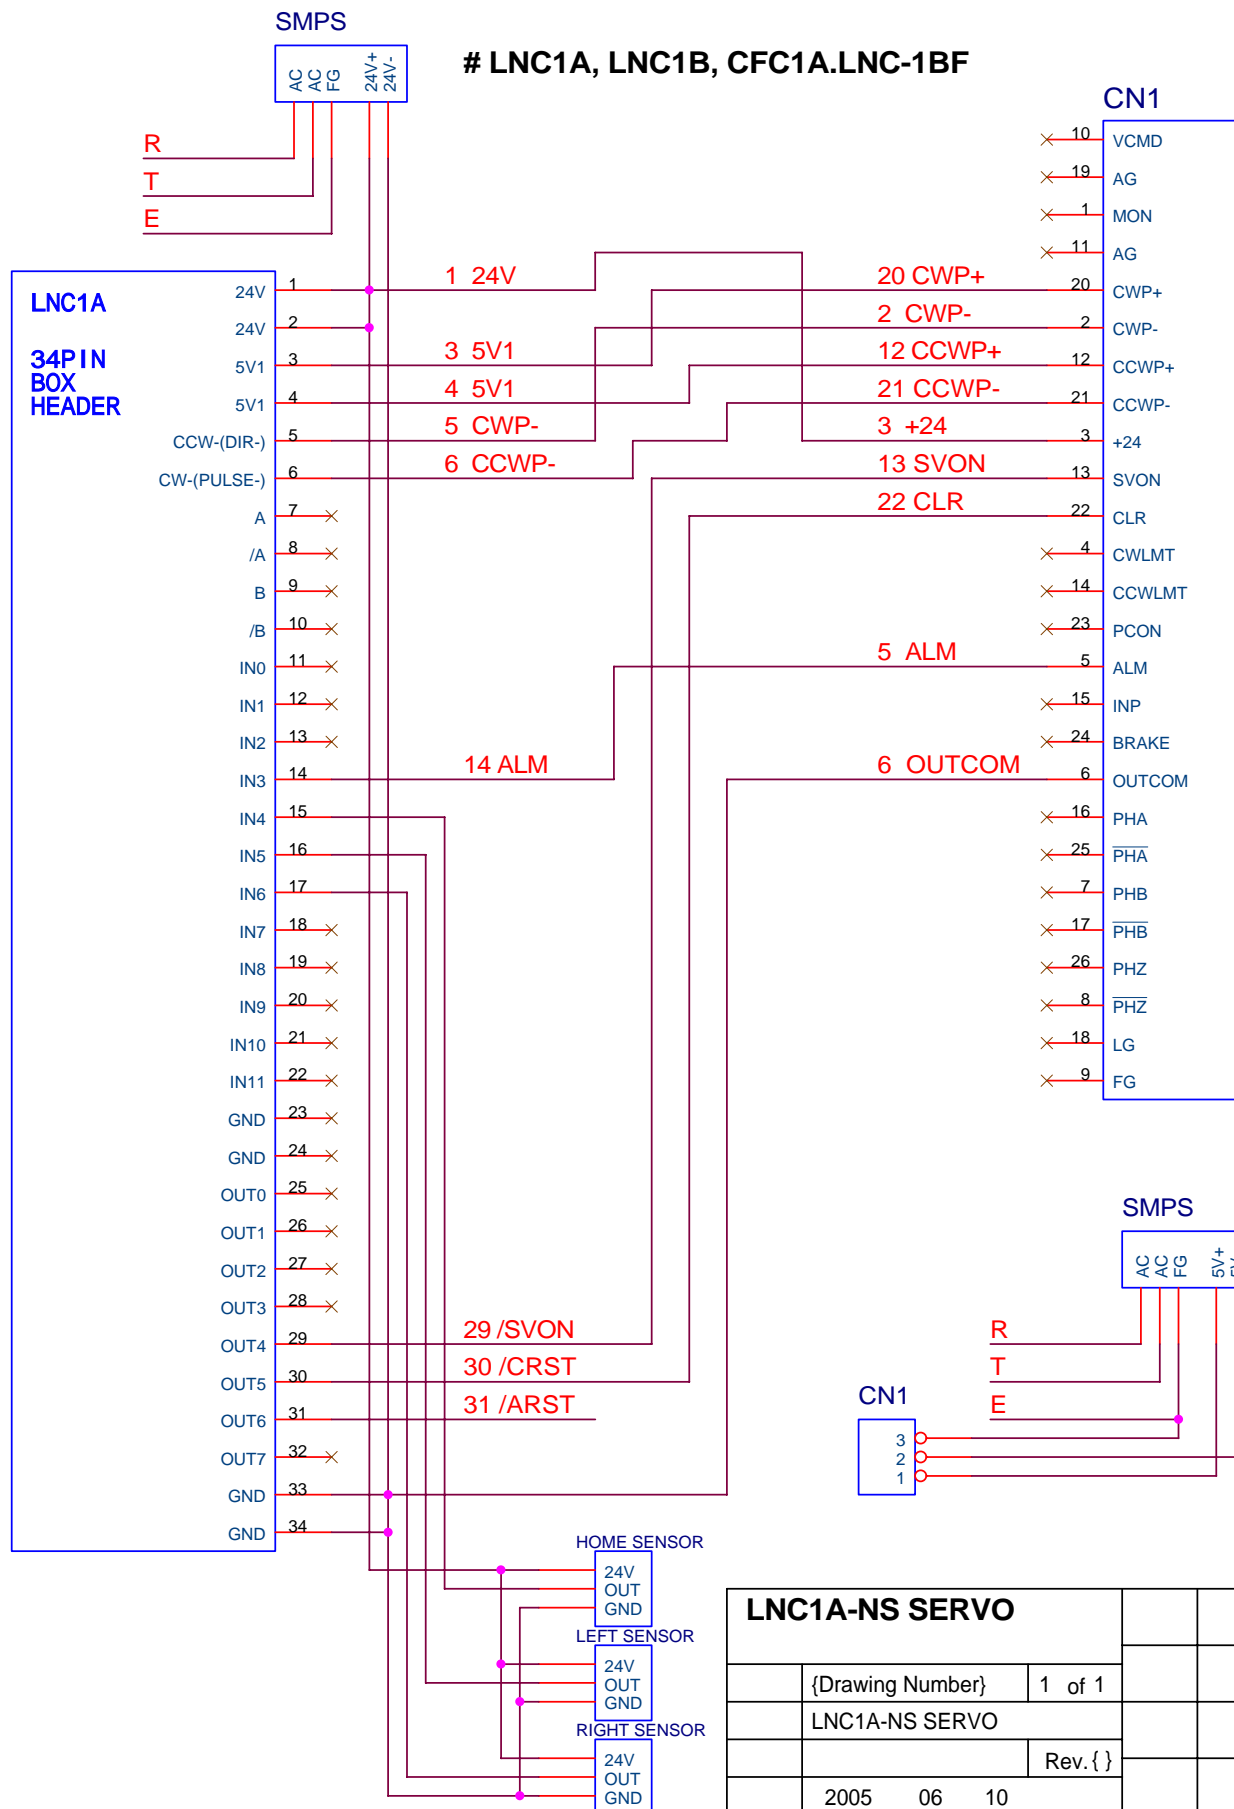 SMPS
AC
AC
FG
24V+
24V-
# LNC1A, LNC1B, CFC1A.LNC-1BF
R
T
E
LNC1A
34PIN
BOX
HEADER
24V 1
24V 2
5V1 3
5V1 4
CCW-(DIR-) 5
CW-(PULSE-) 6
A 7
/A 8
B 9
/B 10
IN0 11
IN1 12
IN2 13
IN3 14
IN4 15
IN5 16
IN6 17
IN7 18
IN8 19
IN9 20
IN10 21
IN11 22
GND 23
GND 24
OUT0 25
OUT1 26
OUT2 27
OUT3 28
OUT4 29
OUT5 30
OUT6 31
OUT7 32
GND 33
GND 34
1 24V
3 5V1
4 5V1
5 CWP-
6 CCWP-
14 ALM
29 /SVON
30 /CRST
31 /ARST
20 CWP+
2 CWP-
12 CCWP+
21 CCWP-
3 +24
13 SVON
22 CLR
5 ALM
6 OUTCOM
CN1
10 VCMD
19 AG
1 MON
11 AG
20 CWP+
2 CWP-
12 CCWP+
21 CCWP-
3 +24
13 SVON
22 CLR
4 CWLMT
14 CCWLMT
23 PCON
5 ALM
15 INP
24 BRAKE
6 OUTCOM
16 PHA
25 PHA
7 PHB
17 PHB
26 PHZ
8 PHZ
18 LG
9 FG
SMPS
AC
AC
FG
5V+
R
T
E
CN1
3
2
1
HOME SENSOR
24V
OUT
GND
LEFT SENSOR
24V
OUT
GND
RIGHT SENSOR
24V
OUT
GND
LNC1A-NS SERVO
{Drawing Number} 1 of 1
LNC1A-NS SERVO
Rev. { }
2005 06 10